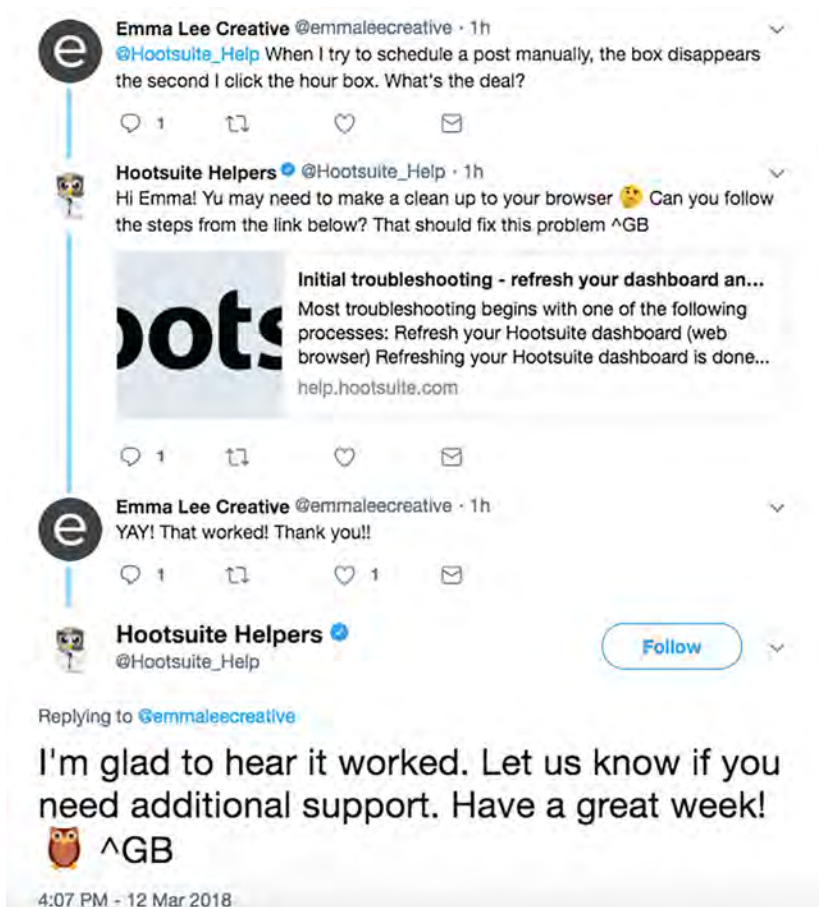 Emma Lee Creative @emmaleecreative · 1h
@Hootsuite_Help When I try to schedule a post manually, the box disappears
the second I click the hour box. What's the deal?
1
Hootsuite Helpers @Hootsuite_Help · 1h
Hi Emma! Yu may need to make a clean up to your browser 🤔 Can you follow
the steps from the link below? That should fix this problem ^GB
oots
Initial troubleshooting - refresh your dashboard an...
Most troubleshooting begins with one of the following
processes: Refresh your Hootsuite dashboard (web
browser) Refreshing your Hootsuite dashboard is done...
help.hootsuite.com
1
Emma Lee Creative @emmaleecreative · 1h
YAY! That worked! Thank you!!
1 1
Hootsuite Helpers
@Hootsuite_Help
Follow
Replying to @emmaleecreative
I'm glad to hear it worked. Let us know if you
need additional support. Have a great week!
🦉 ^GB
4:07 PM - 12 Mar 2018